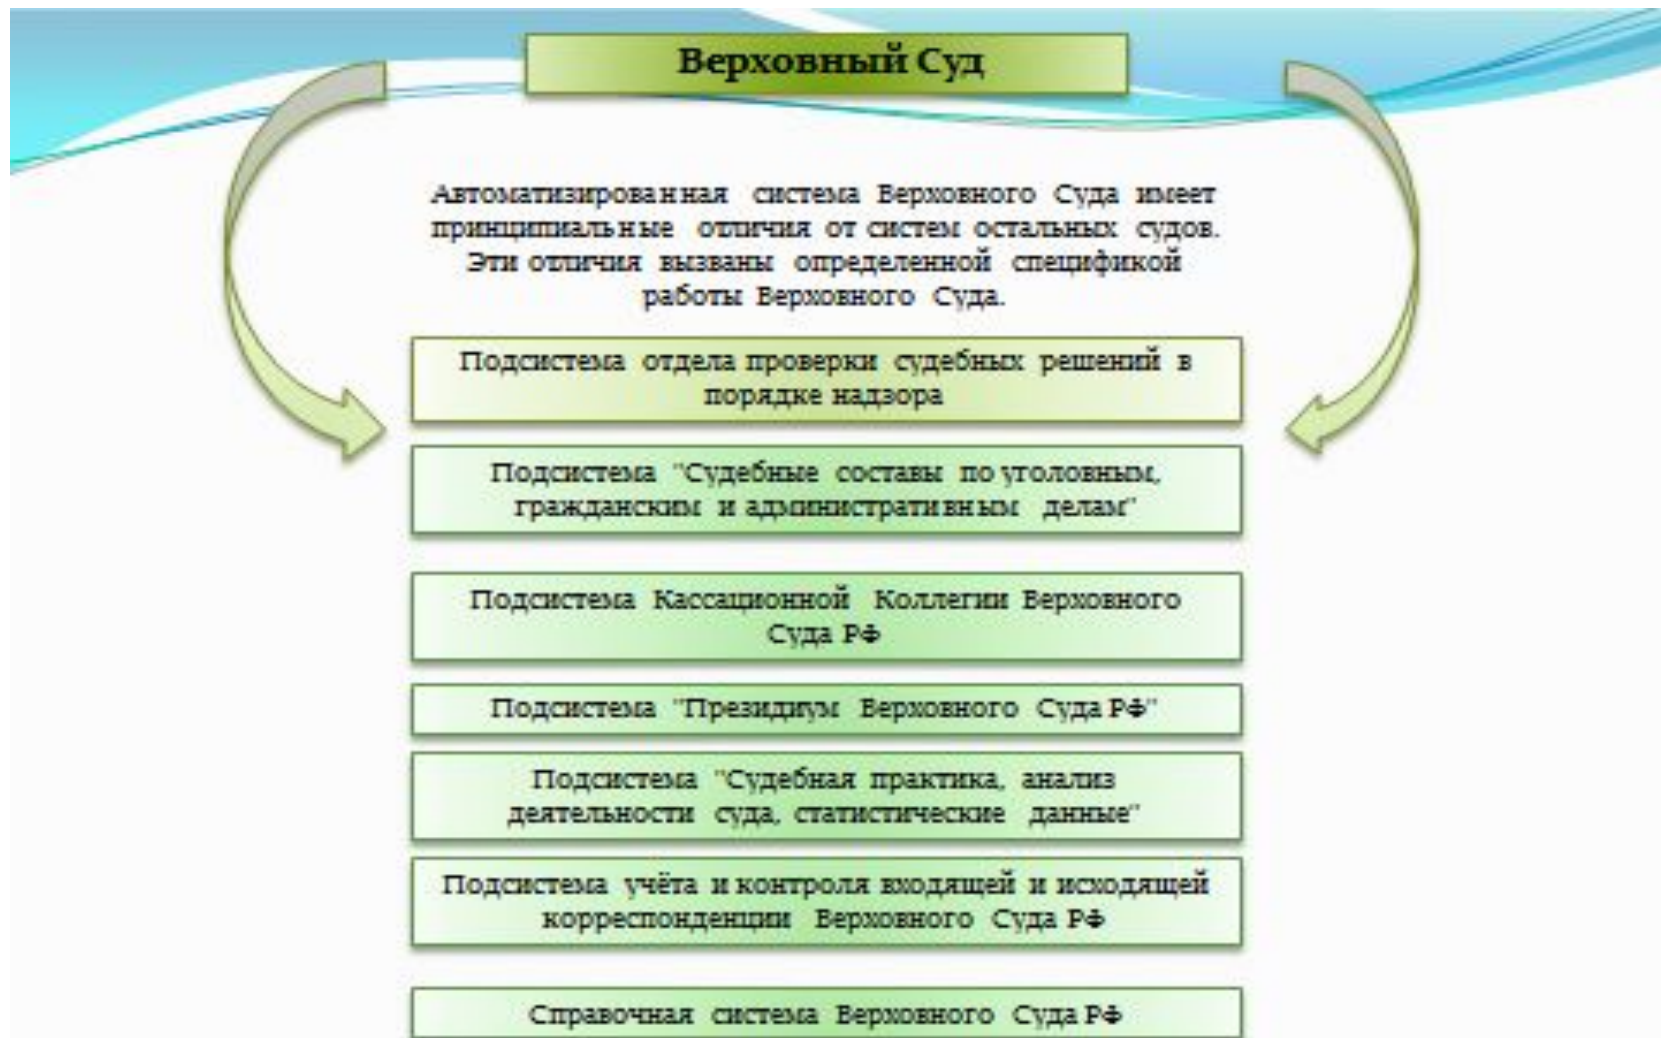 Верховный Суд
Автоматизированная система Верховного Суда имеет
принципиальные отличия от систем остальных судов.
Эти отличия вызваны определенной спецификой
работы Верховного Суда.
Подсистема отдела проверки судебных решений в
порядке надзора
Подсистема "Судебные составы по уголовным,
гражданским и административным делам"
Подсистема Кассационной Коллегии Верховного
Суда РФ
Подсистема "Президиум Верховного Суда РФ"
Подсистема "Судебная практика, анализ
деятельности суда, статистические данные"
Подсистема учёта и контроля входящей и исходящей
корреспонденции Верховного Суда РФ
Справочная система Верховного Суда РФ